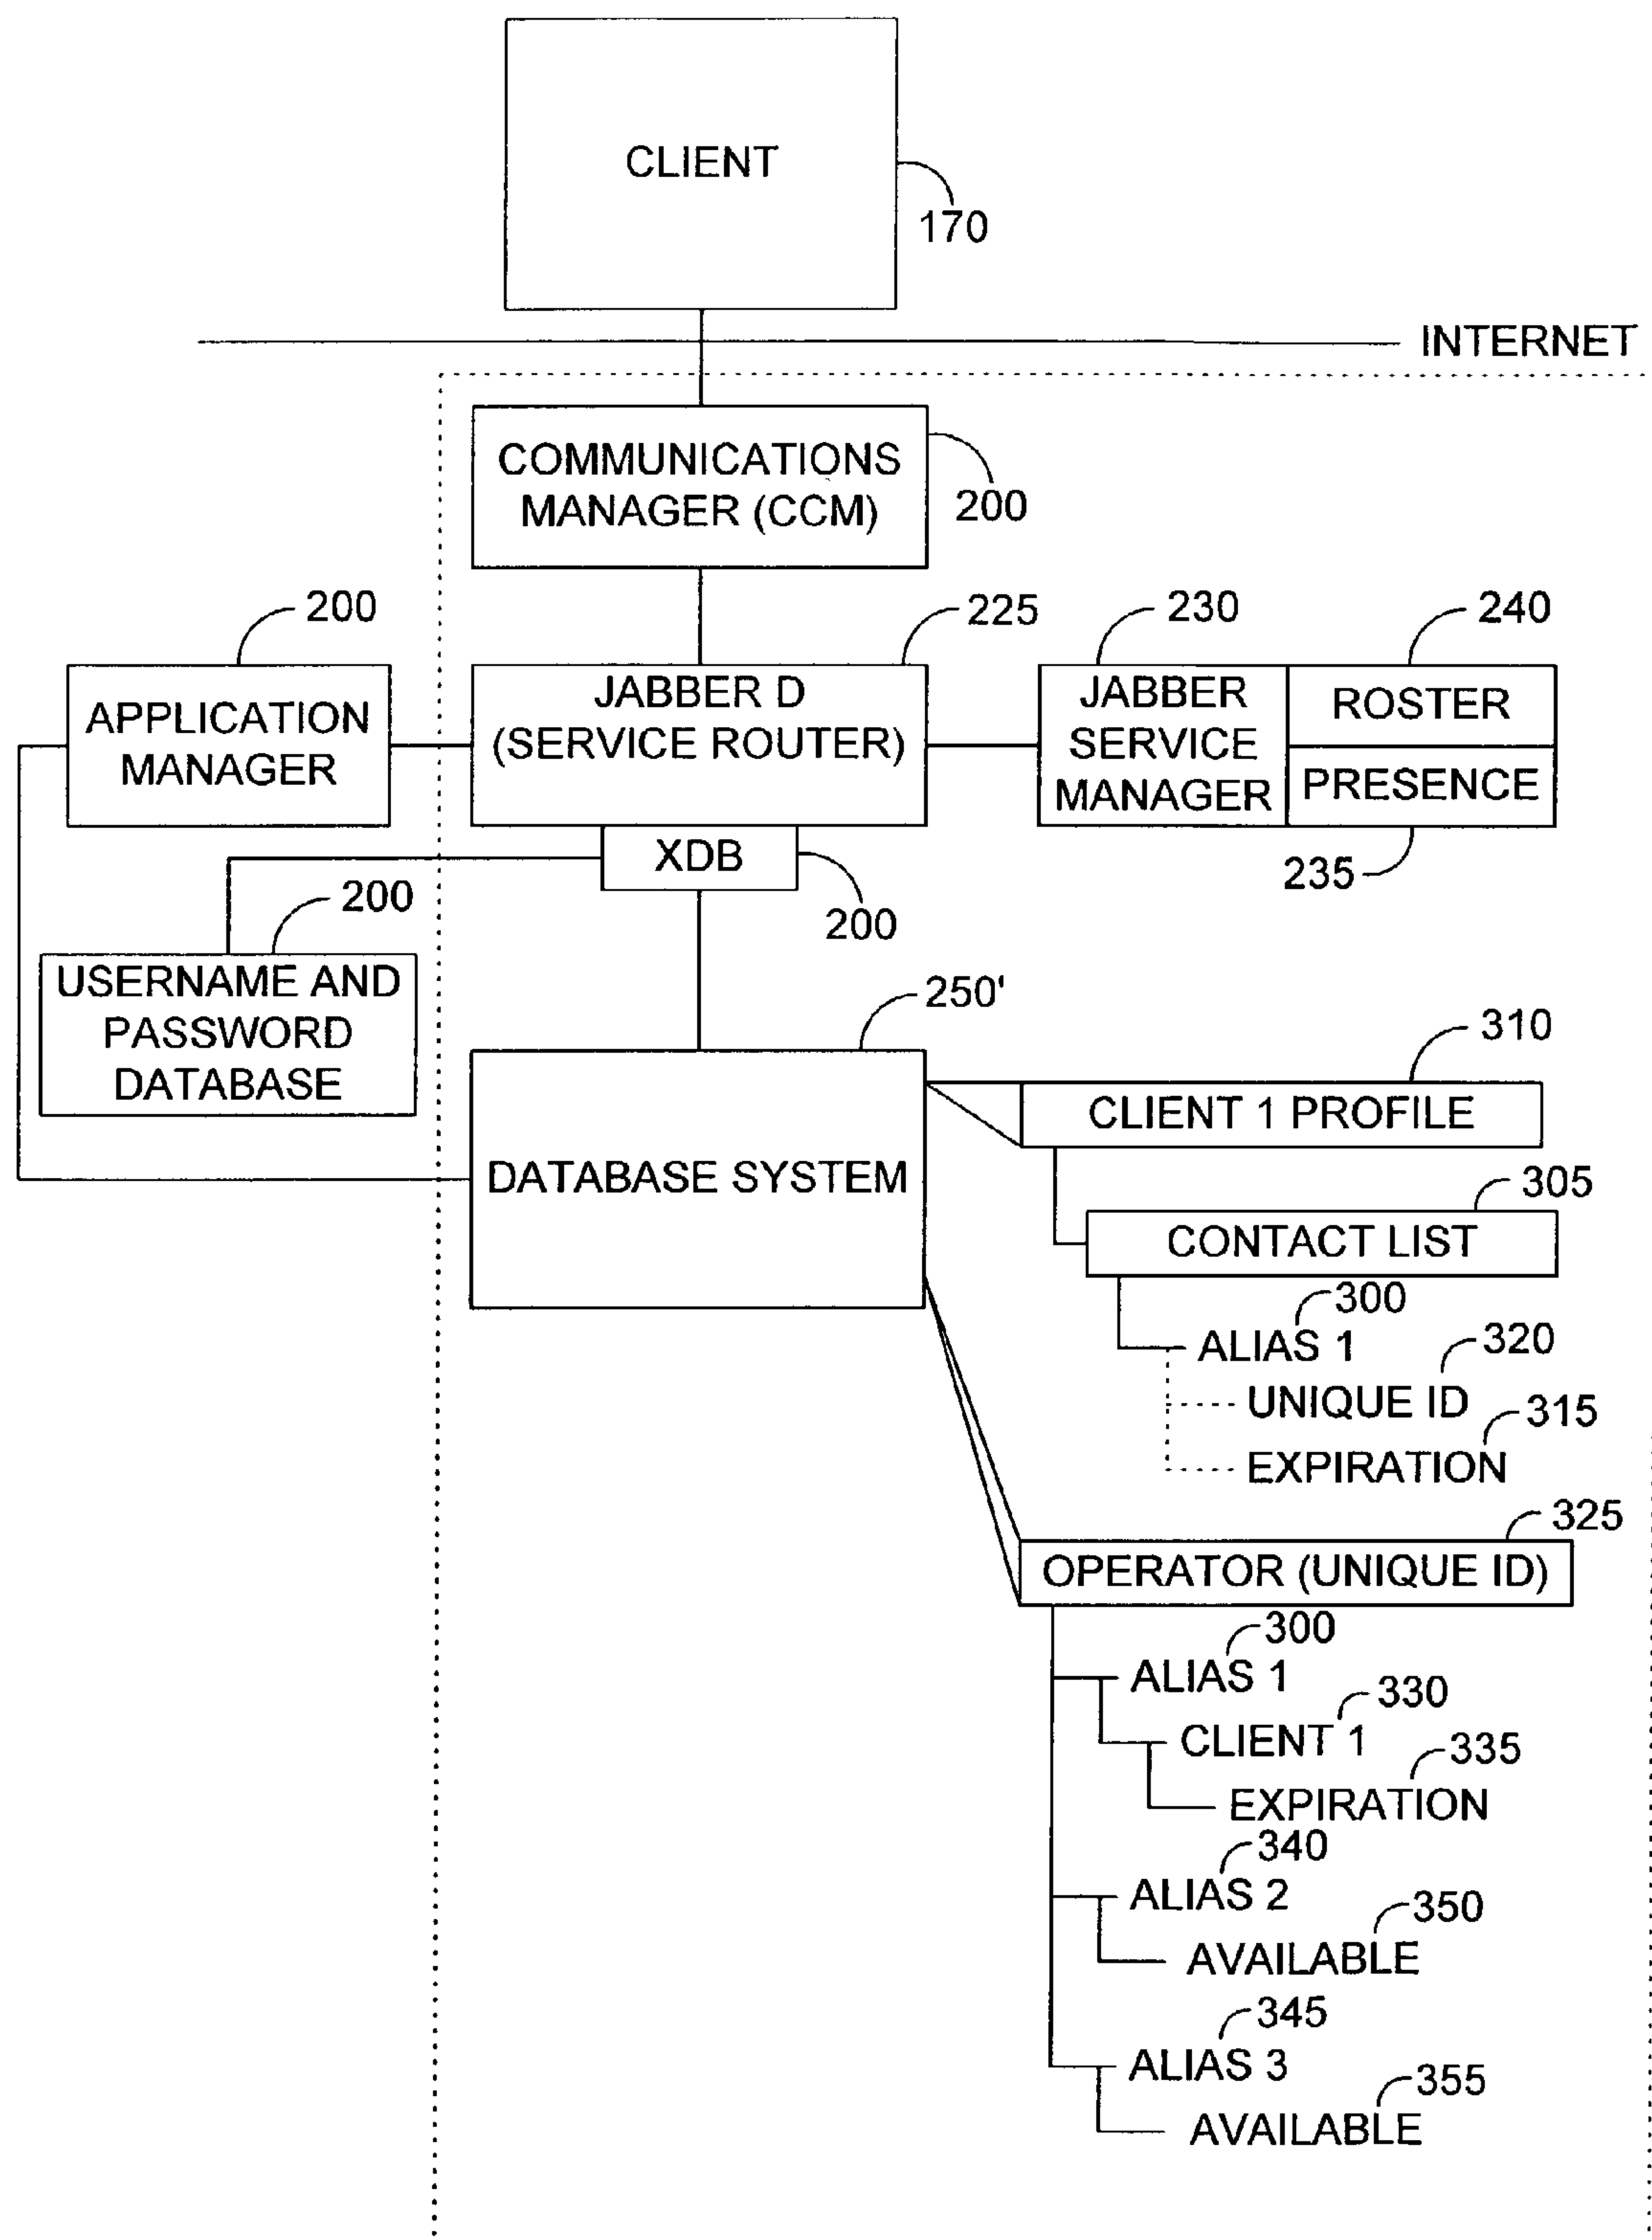 CLIENT
170
INTERNET
COMMUNICATIONS
MANAGER (CCM)
200
200
225
230
240
APPLICATION
MANAGER
JABBER D
(SERVICE ROUTER)
JABBER
SERVICE
MANAGER
ROSTER
PRESENCE
XDB
235
200
200
USERNAME AND
PASSWORD
DATABASE
250'
310
DATABASE SYSTEM
CLIENT 1 PROFILE
305
CONTACT LIST
300
ALIAS 1
320
UNIQUE ID
315
EXPIRATION
325
OPERATOR (UNIQUE ID)
300
ALIAS 1
330
CLIENT 1
335
EXPIRATION
340
ALIAS 2
350
AVAILABLE
345
ALIAS 3
355
AVAILABLE